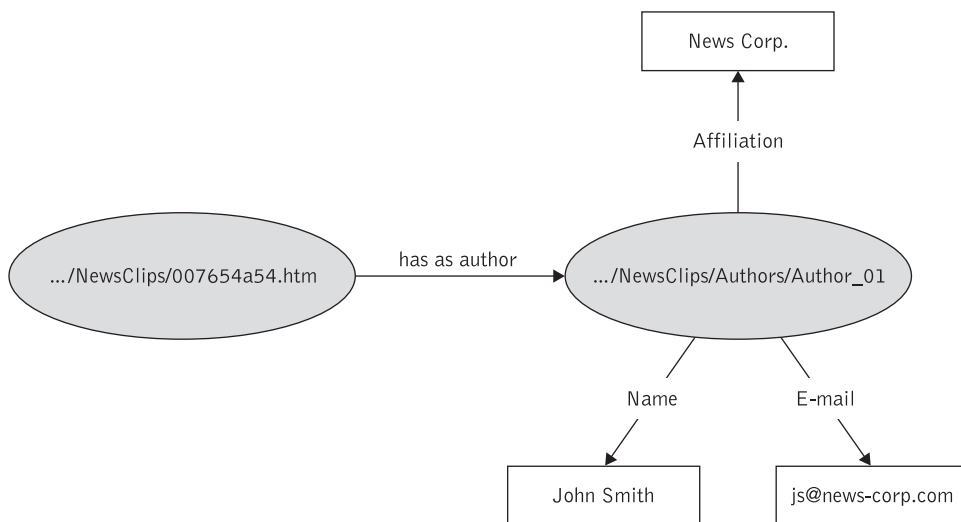 News Corp.
Affiliation
.../NewsClips/007654a54.htm
has as author
.../NewsClips/Authors/Author_01
Name
E-mail
John Smith
js@news-corp.com